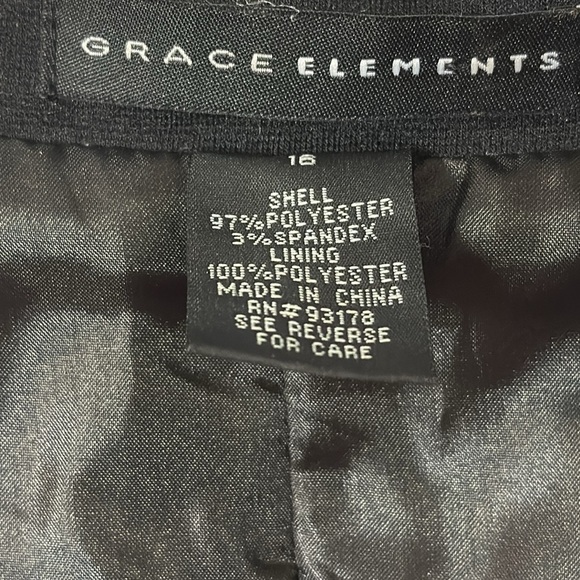 GRACE ELEMENTS
16
SHELL
97%POLYESTER
3%SPANDEX
LINING
100%POLYESTER
MADE IN CHINA
RN#93178
SEE REVERSE
FOR CARE